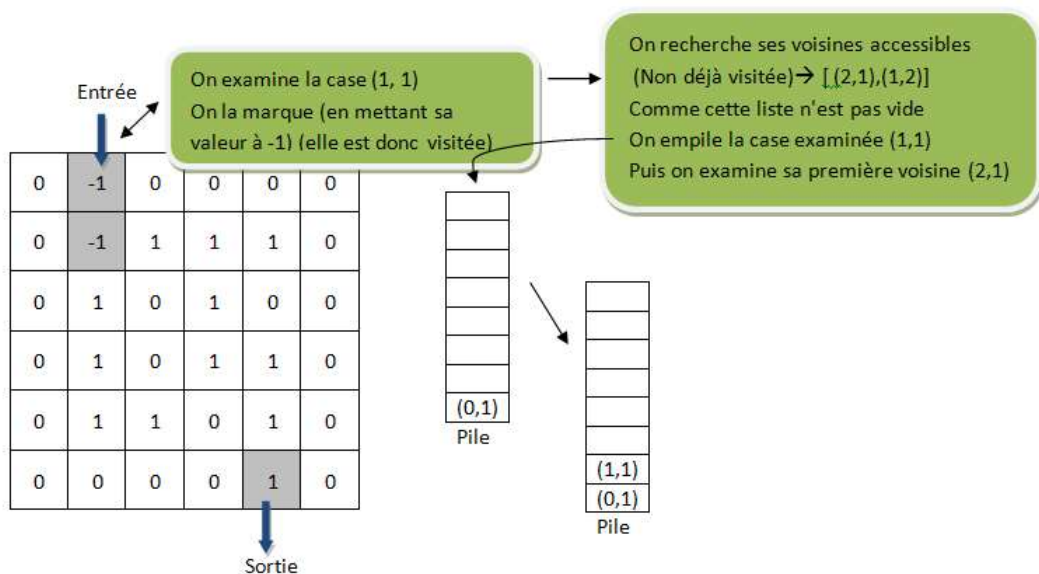 On examine la case (1, 1)
On la marque (en mettant sa
valeur à -1) (elle est donc visitée)
On recherche ses voisines accessibles
(Non déjà visitée)→ [(2,1),(1,2)]
Comme cette liste n'est pas vide
On empile la case examinée (1,1)
Puis on examine sa première voisine (2,1)
Entrée
0 -1 0 0 0 0
0 -1 1 1 1 0
0 1 0 1 0 0
0 1 0 1 1 0
0 1 1 0 1 0
0 0 0 0 1 0
Sortie
(0,1)
Pile
(1,1)
(0,1)
Pile